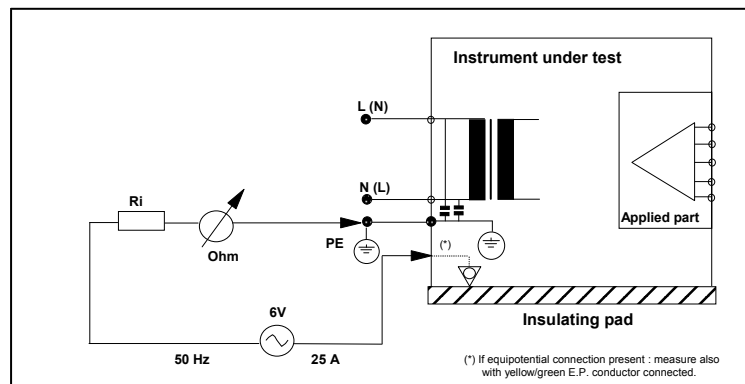 Instrument under test
L (N)
N (L)
Ri
Ohm
PE
(*)
Applied part
6V
50 Hz
25 A
Insulating pad
(*) If equipotential connection present : measure also
with yellow/green E.P. conductor connected.